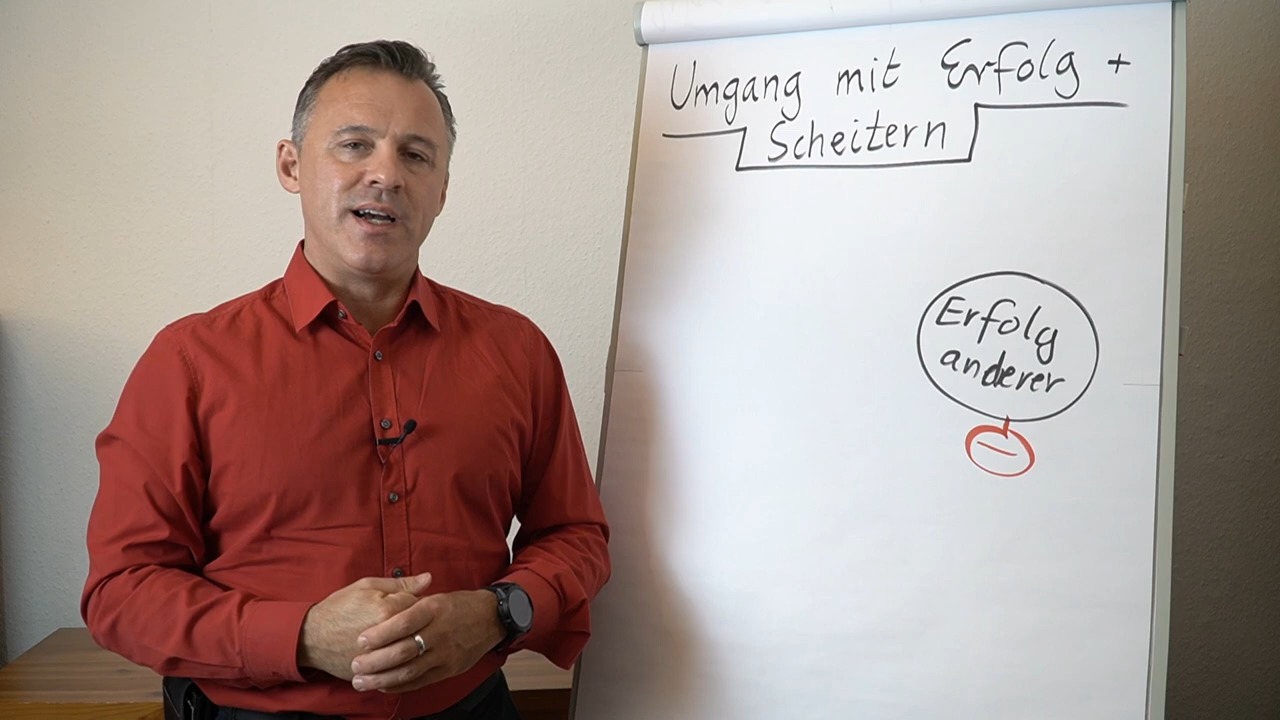 Umgang mit Erfolg +
Scheitern
Erfolg
anderer
−